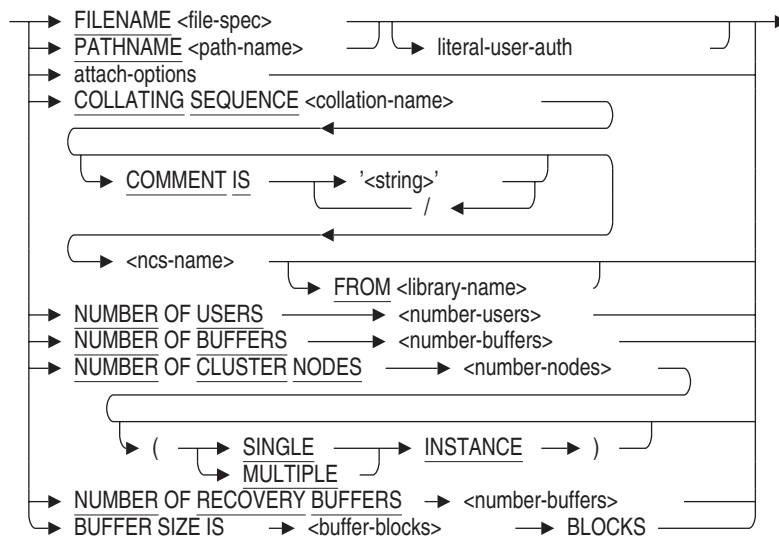 FILENAME <file-spec>
PATHNAME <path-name> literal-user-auth
attach-options
COLLATING SEQUENCE <collation-name>
COMMENT IS '<string>'
/
<ncs-name>
FROM <library-name>
NUMBER OF USERS <number-users>
NUMBER OF BUFFERS <number-buffers>
NUMBER OF CLUSTER NODES <number-nodes>
( SINGLE INSTANCE )
MULTIPLE
NUMBER OF RECOVERY BUFFERS <number-buffers>
BUFFER SIZE IS <buffer-blocks> BLOCKS